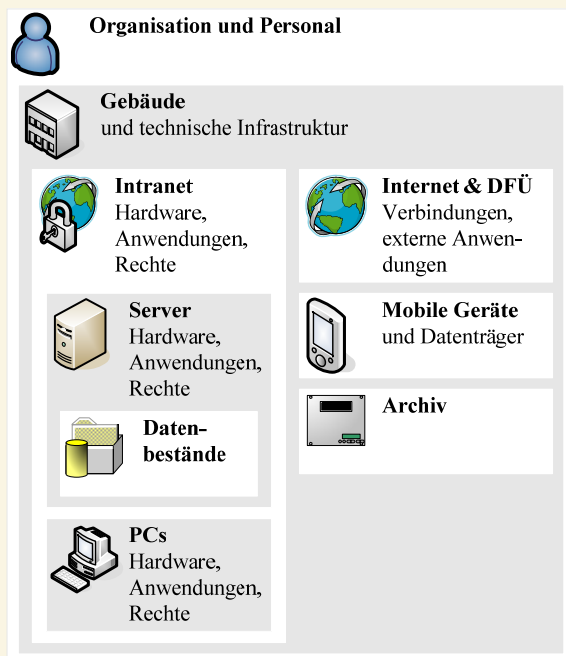 Organisation und Personal
Gebäude
und technische Infrastruktur
Intranet
Hardware,
Anwendungen,
Rechte
Server
Hardware,
Anwendungen,
Rechte
Daten-
bestände
PCs
Hardware,
Anwendungen,
Rechte
Internet & DFÜ
Verbindungen,
externe Anwen-
dungen
Mobile Geräte
und Datenträger
Archiv